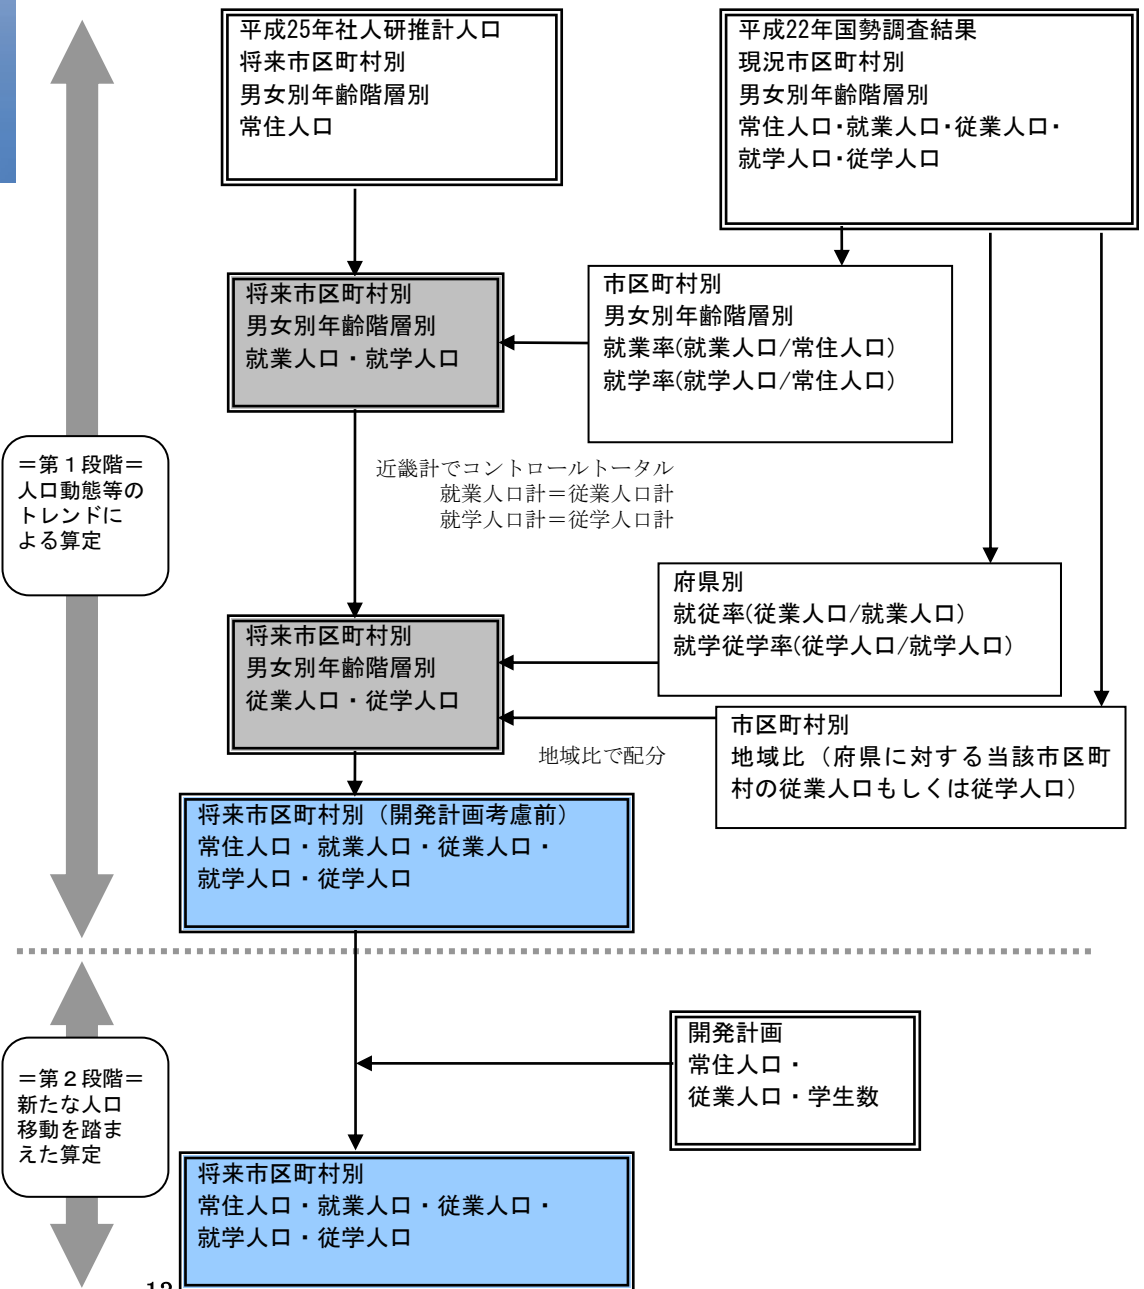 平成25年社人研推計人口
将来市区町村別
男女別年齢階層別
常住人口
平成22年国勢調査結果
現況市区町村別
男女別年齢階層別
常住人口・就業人口・従業人口・
就学人口・従学人口
将来市区町村別
男女別年齢階層別
就業人口・就学人口
市区町村別
男女別年齢階層別
就業率(就業人口/常住人口)
就学率(就学人口/常住人口)
＝第１段階＝
人口動態等の
トレンドに
よる算定
近畿計でコントロールトータル
就業人口計＝従業人口計
就学人口計＝従学人口計
府県別
就従率(従業人口/就業人口)
就学従学率(従学人口/就学人口)
将来市区町村別
男女別年齢階層別
従業人口・従学人口
地域比で配分
市区町村別
地域比（府県に対する当該市区町
村の従業人口もしくは従学人口）
将来市区町村別（開発計画考慮前）
常住人口・就業人口・従業人口・
就学人口・従学人口
開発計画
常住人口・
従業人口・学生数
＝第２段階＝
新たな人口
移動を踏ま
えた算定
将来市区町村別
常住人口・就業人口・従業人口・
就学人口・従学人口